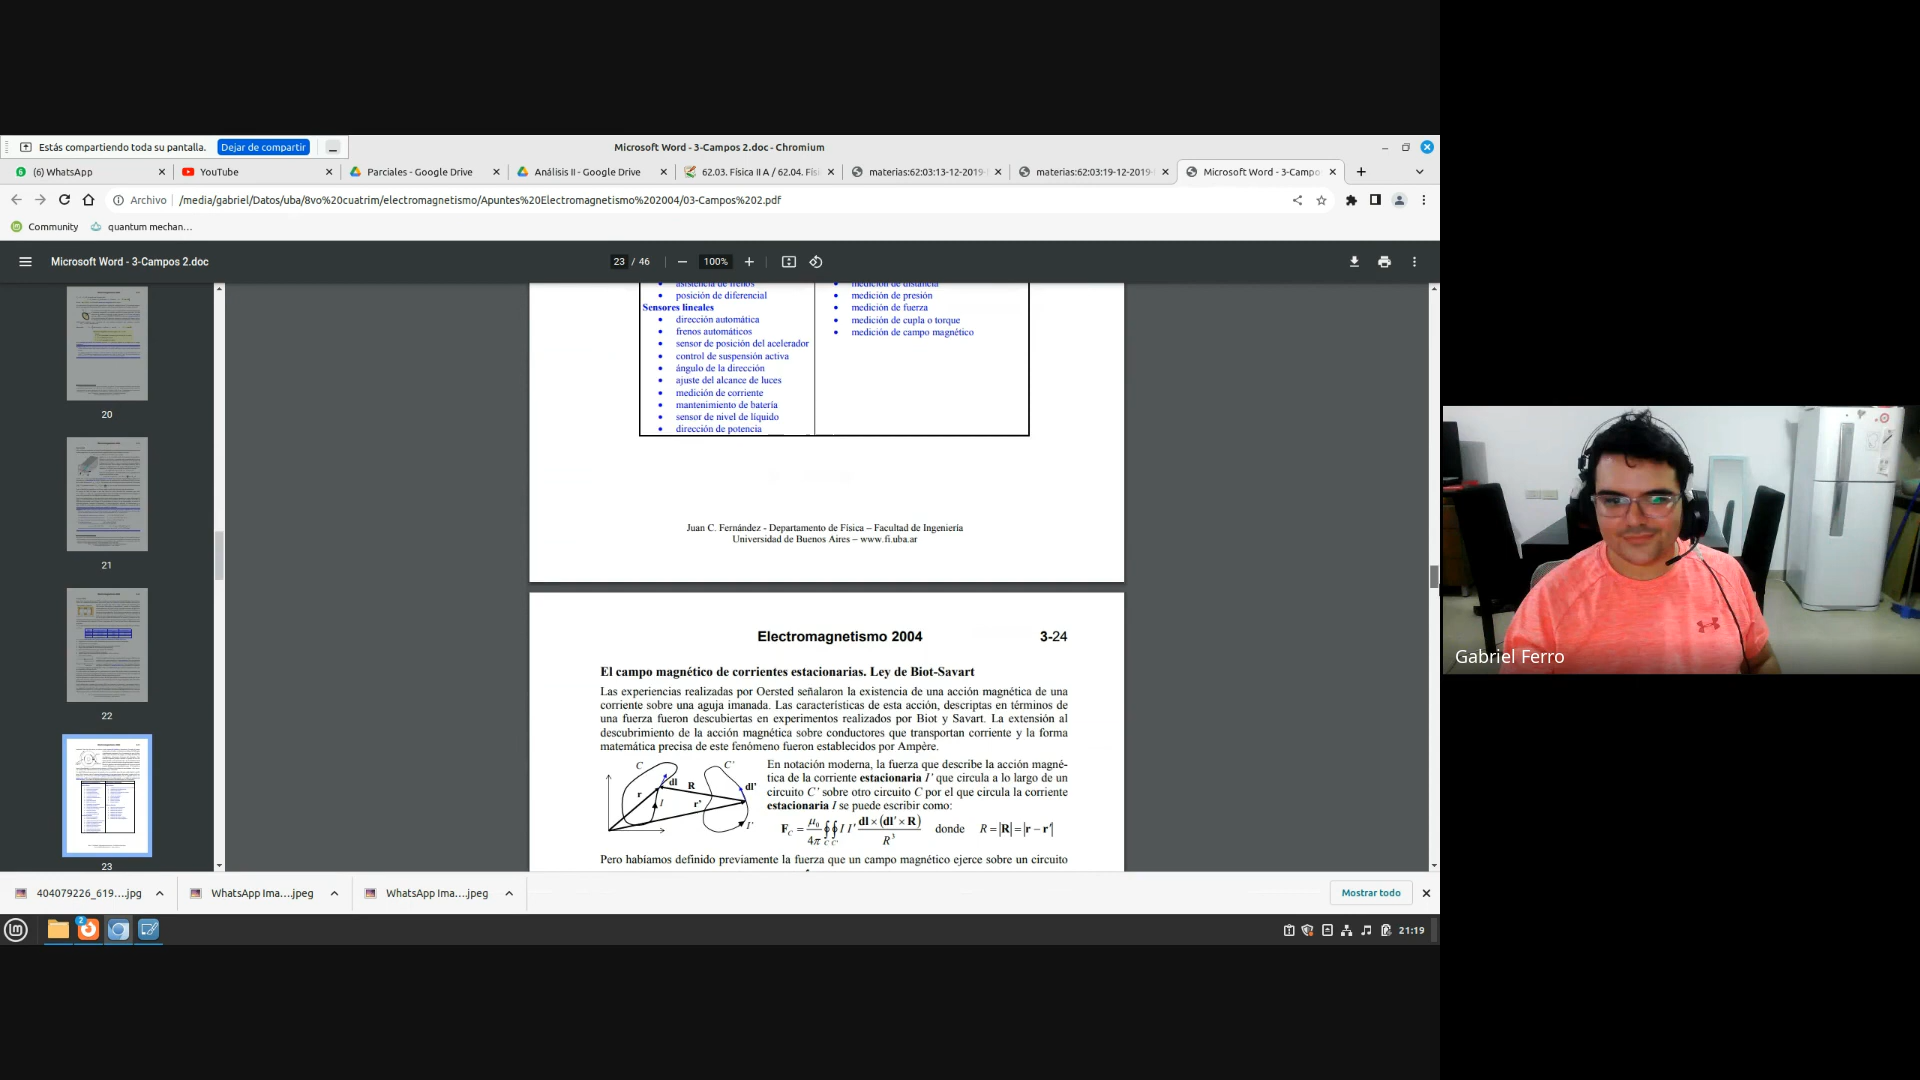 Estás compartiendo toda su pantalla.
Dejar de compartir
Microsoft Word - 3-Campos 2.doc - Chromium
(6) WhatsApp
YouTube
Parciales - Google Drive
Análisis II - Google Drive
62.03. Física II A / 62.04. Físi
materias:62:03:13-12-2019-
materias:62:03:19-12-2019-
Microsoft Word - 3-Campo
Archivo
/media/gabriel/Datos/uba/8vo%20cuatrim/electromagnetismo/Apuntes%20Electromagnetismo%202004/03-Campos%202.pdf
Community
quantum mechan...
Microsoft Word - 3-Campos 2.doc
23 / 46
100%
20
21
22
23
asistencia de frenos
posición de diferencial
Sensores lineales
dirección automática
frenos automáticos
sensor de posición del acelerador
control de suspensión activa
ángulo de la dirección
ajuste del alcance de luces
medición de corriente
mantenimiento de batería
sensor de nivel de líquido
dirección de potencia
medición de distancia
medición de presión
medición de fuerza
medición de cupla o torque
medición de campo magnético
Juan C. Fernández - Departamento de Física – Facultad de Ingeniería
Universidad de Buenos Aires – www.fi.uba.ar
Electromagnetismo 2004
3-24
El campo magnético de corrientes estacionarias. Ley de Biot-Savart
Las experiencias realizadas por Oersted señalaron la existencia de una acción magnética de una
corriente sobre una aguja imanada. Las características de esta acción, descriptas en términos de
una fuerza fueron descubiertas en experimentos realizados por Biot y Savart. La extensión al
descubrimiento de la acción magnética sobre conductores que transportan corriente y la forma
matemática precisa de este fenómeno fueron establecidos por Ampère.
C
dl
R
r
I
r'
C'
dl'
I'
En notación moderna, la fuerza que describe la acción magné-
tica de la corriente estacionaria I' que circula a lo largo de un
circuito C' sobre otro circuito C por el que circula la corriente
estacionaria I se puede escribir como:
F_C = μ₀/4π ∮_C ∮_C' I I' dl × (dl' × R) / R³ donde R = |R| = |r − r'|
Pero habíamos definido previamente la fuerza que un campo magnético ejerce sobre un circuito
404079226_619....jpg
WhatsApp Ima....jpeg
WhatsApp Ima....jpeg
Mostrar todo
2
21:19
Gabriel Ferro